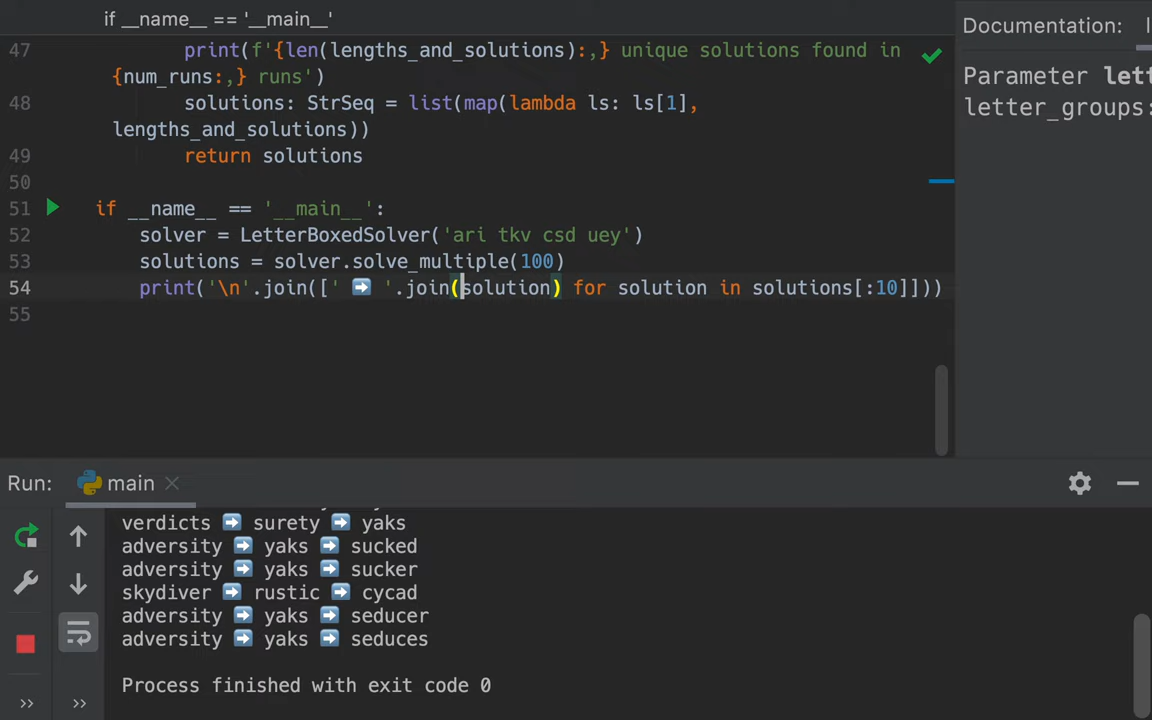 if __name__ == '__main__'
Documentation:
47 print(f'{len(lengths_and_solutions):,} unique solutions found in
{num_runs:,} runs')
48 solutions: StrSeq = list(map(lambda ls: ls[1],
lengths_and_solutions))
49 return solutions
50
51 if __name__ == '__main__':
52 solver = LetterBoxedSolver('ari tkv csd uey')
53 solutions = solver.solve_multiple(100)
54 print('\n'.join([' ➡️ '.join(solution) for solution in solutions[:10]]))
55
Parameter lett
letter_groups:
Run: main
verdicts ➡️ surety ➡️ yaks
adversity ➡️ yaks ➡️ sucked
adversity ➡️ yaks ➡️ sucker
skydiver ➡️ rustic ➡️ cycad
adversity ➡️ yaks ➡️ seducer
adversity ➡️ yaks ➡️ seduces
Process finished with exit code 0